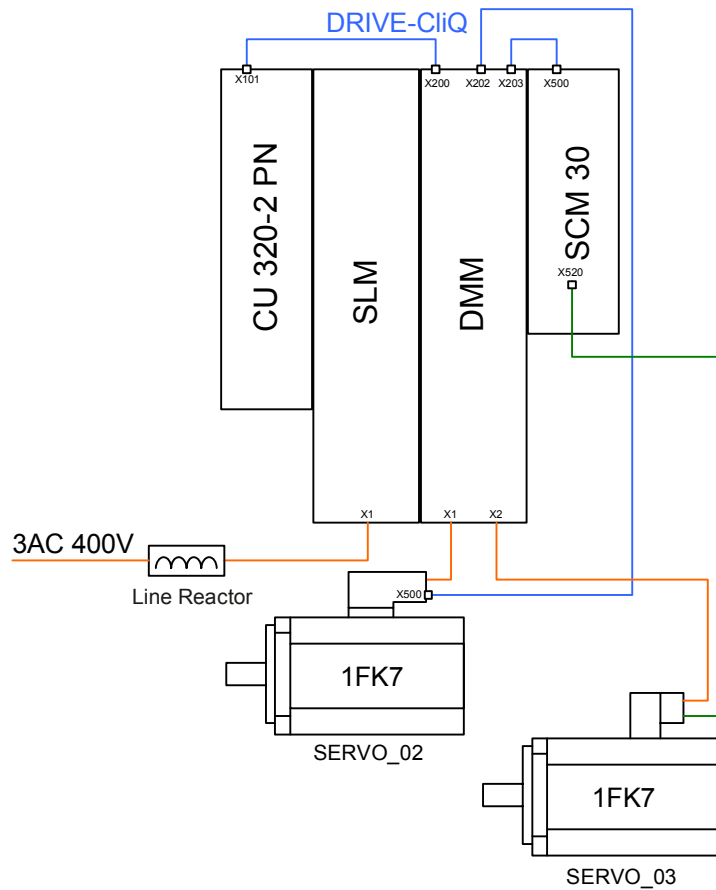 DRIVE-CliQ
X101
X200
X202
X203
X500
CU 320-2 PN
SLM
DMM
SCM 30
X520
X1
X1
X2
3AC 400V
Line Reactor
X500
1FK7
SERVO_02
1FK7
SERVO_03